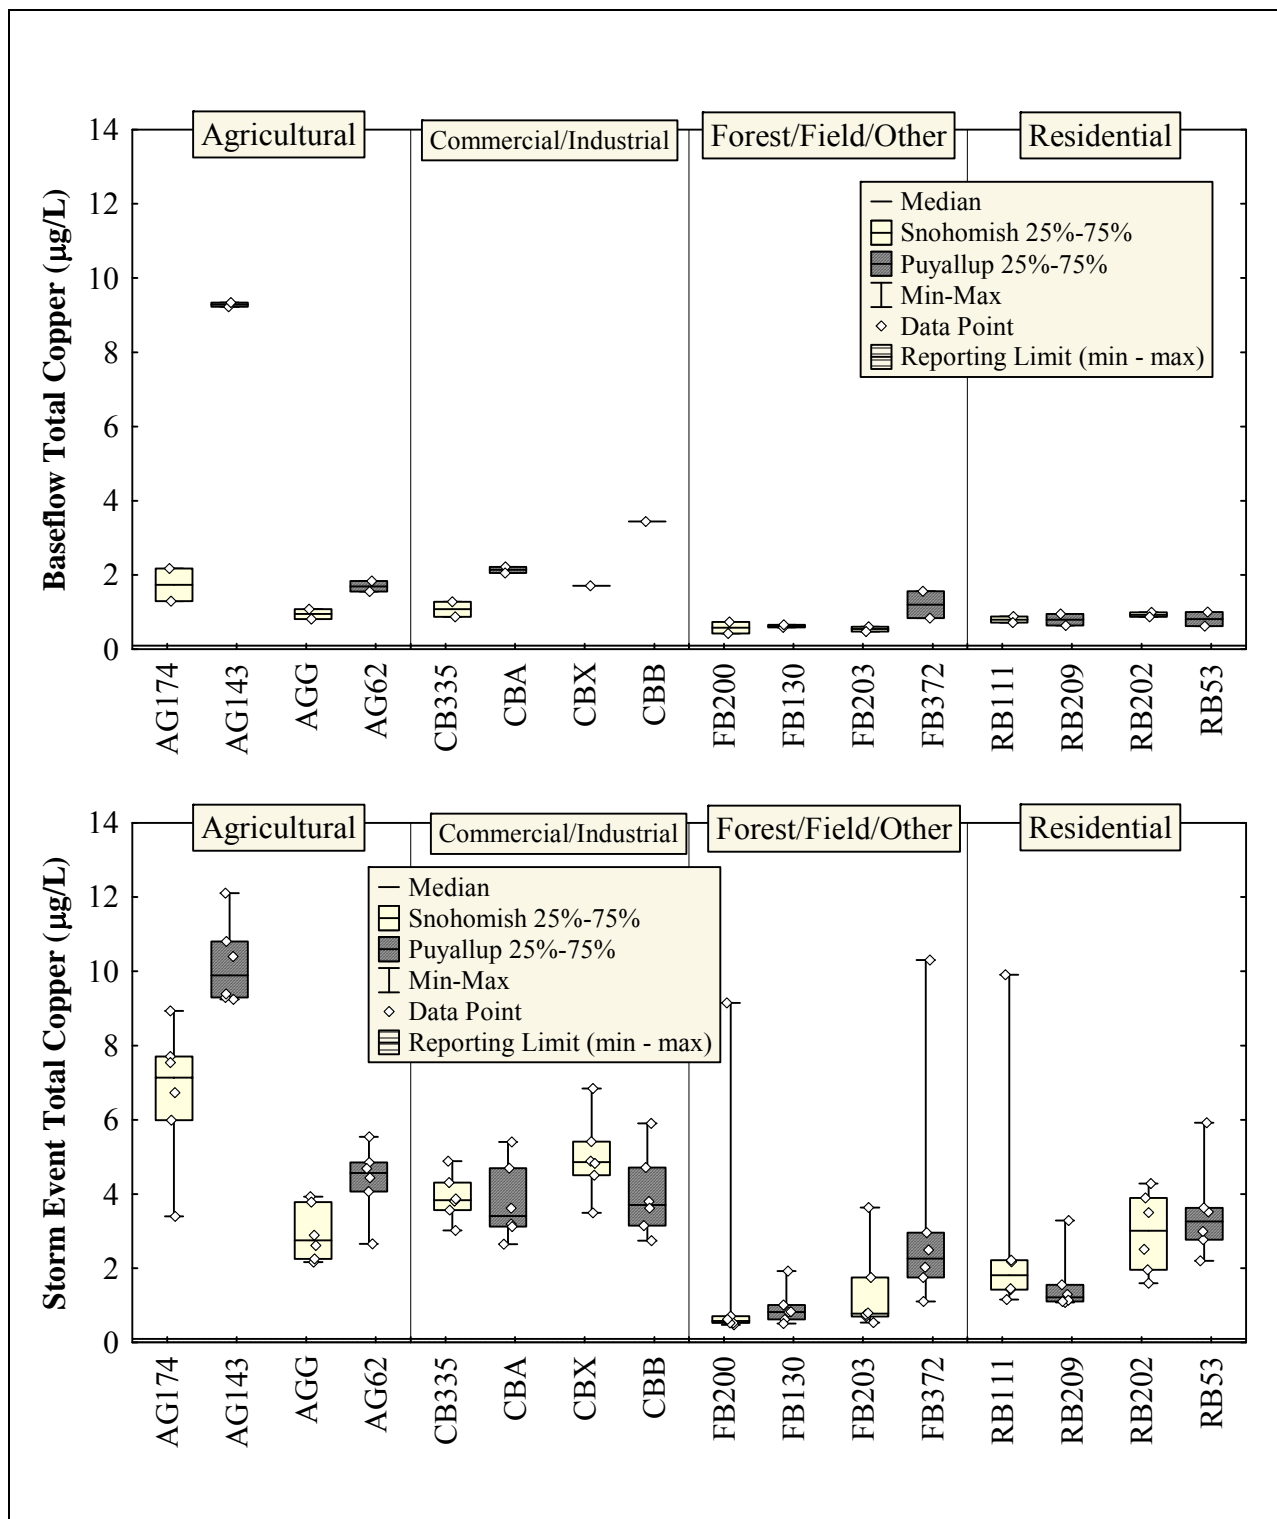 Agricultural
Commercial/Industrial
Forest/Field/Other
Residential
Baseflow Total Copper (µg/L)
14
12
10
8
6
4
2
0
Median
Snohomish 25%-75%
Puyallup 25%-75%
Min-Max
Data Point
Reporting Limit (min - max)
AG174
AG143
AGG
AG62
CB335
CBA
CBX
CBB
FB200
FB130
FB203
FB372
RB111
RB209
RB202
RB53
Agricultural
Commercial/Industrial
Forest/Field/Other
Residential
Storm Event Total Copper (µg/L)
14
12
10
8
6
4
2
0
Median
Snohomish 25%-75%
Puyallup 25%-75%
Min-Max
Data Point
Reporting Limit (min - max)
AG174
AG143
AGG
AG62
CB335
CBA
CBX
CBB
FB200
FB130
FB203
FB372
RB111
RB209
RB202
RB53